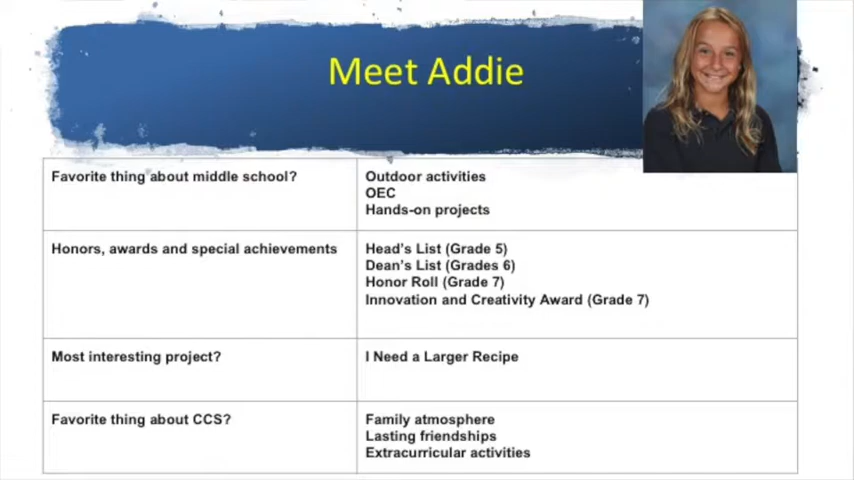 Meet Addie
Favorite thing about middle school?
Outdoor activities
OEC
Hands-on projects
Honors, awards and special achievements
Head's List (Grade 5)
Dean's List (Grades 6)
Honor Roll (Grade 7)
Innovation and Creativity Award (Grade 7)
Most interesting project?
I Need a Larger Recipe
Favorite thing about CCS?
Family atmosphere
Lasting friendships
Extracurricular activities